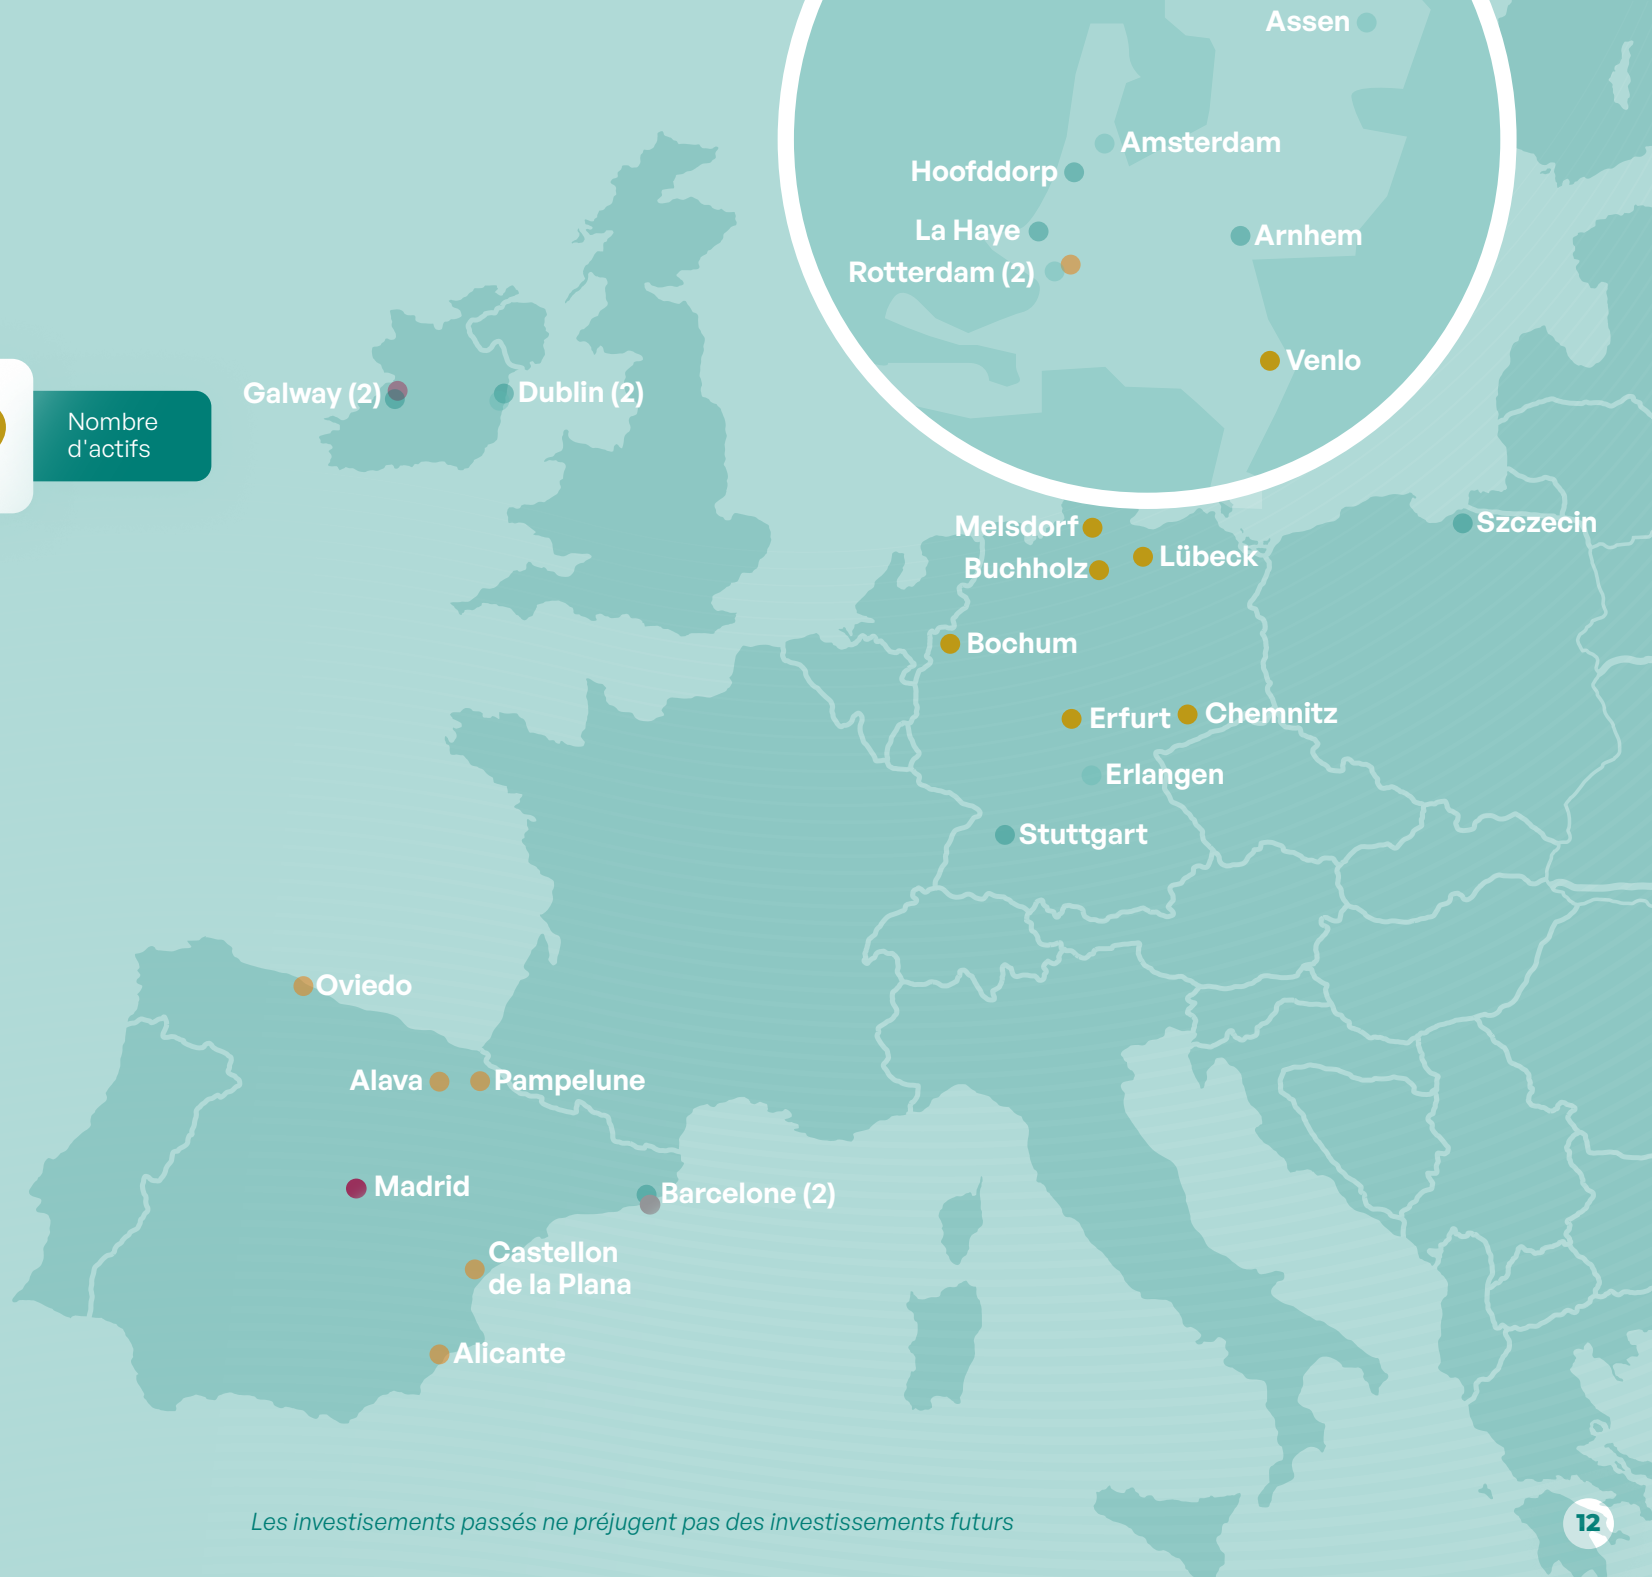 Assen
Amsterdam
Hoofddorp
La Haye
Arnhem
Rotterdam (2)
Venlo
Galway (2)
Dublin (2)
Nombre
d'actifs
Melsdorf
Szczecin
Lübeck
Buchholz
Bochum
Erfurt
Chemnitz
Erlangen
Stuttgart
Oviedo
Alava
Pampelune
Madrid
Barcelone (2)
Castellon
de la Plana
Alicante
Les investisements passés ne préjugent pas des investissements futurs
12